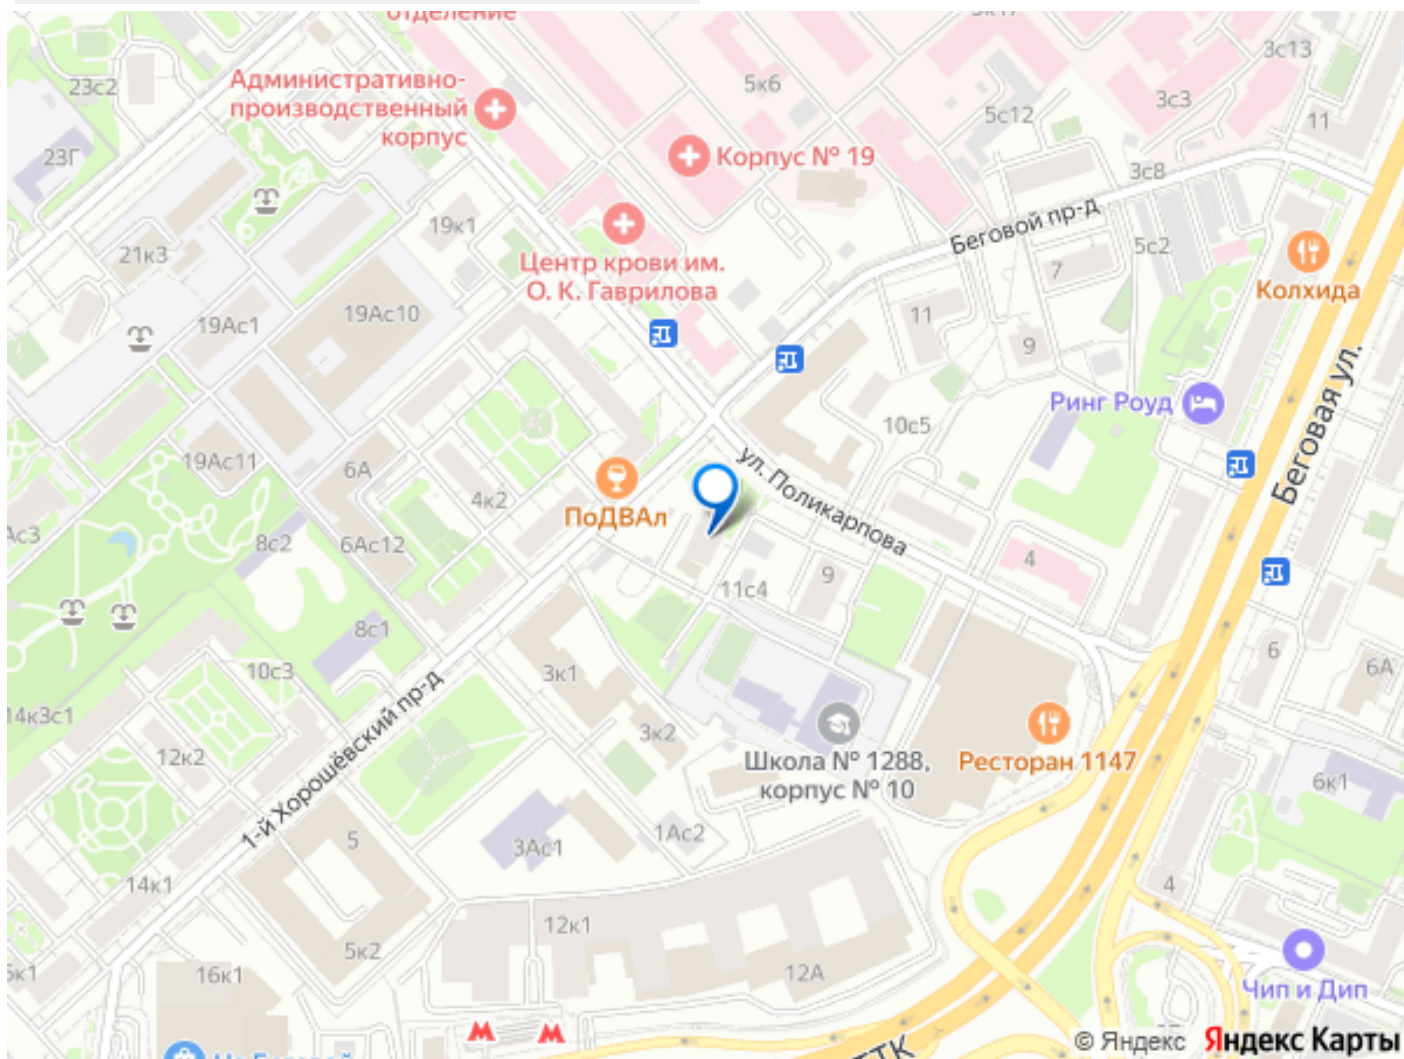 отделение
23с2
Административно-
производственный
корпус
5к6
3с13
3с3
5с12
11
23Г
Корпус № 19
3с8
19к1
Беговой пр-д
5с2
21к3
Центр крови им.
О. К. Гаврилова
7
Колхида
19Ас1
19Ас10
11
9
Беговая ул.
Ринг Роуд
10с5
19Ас11
6А
ул. Поликарпова
4к2
ПоДВАл
Ас3
8с2
6Ас12
4
9
11с4
8с1
6
10с3
3к1
6А
14к3с1
12к2
3к2
Школа № 1288,
корпус № 10
Ресторан 1147
6к1
1-й Хорошёвский пр-д
5
3Ас1
1Ас2
14к1
4
12к1
5к2
16к1
12А
Чип и Дип
ТТК
© Яндекс Яндекс Карты